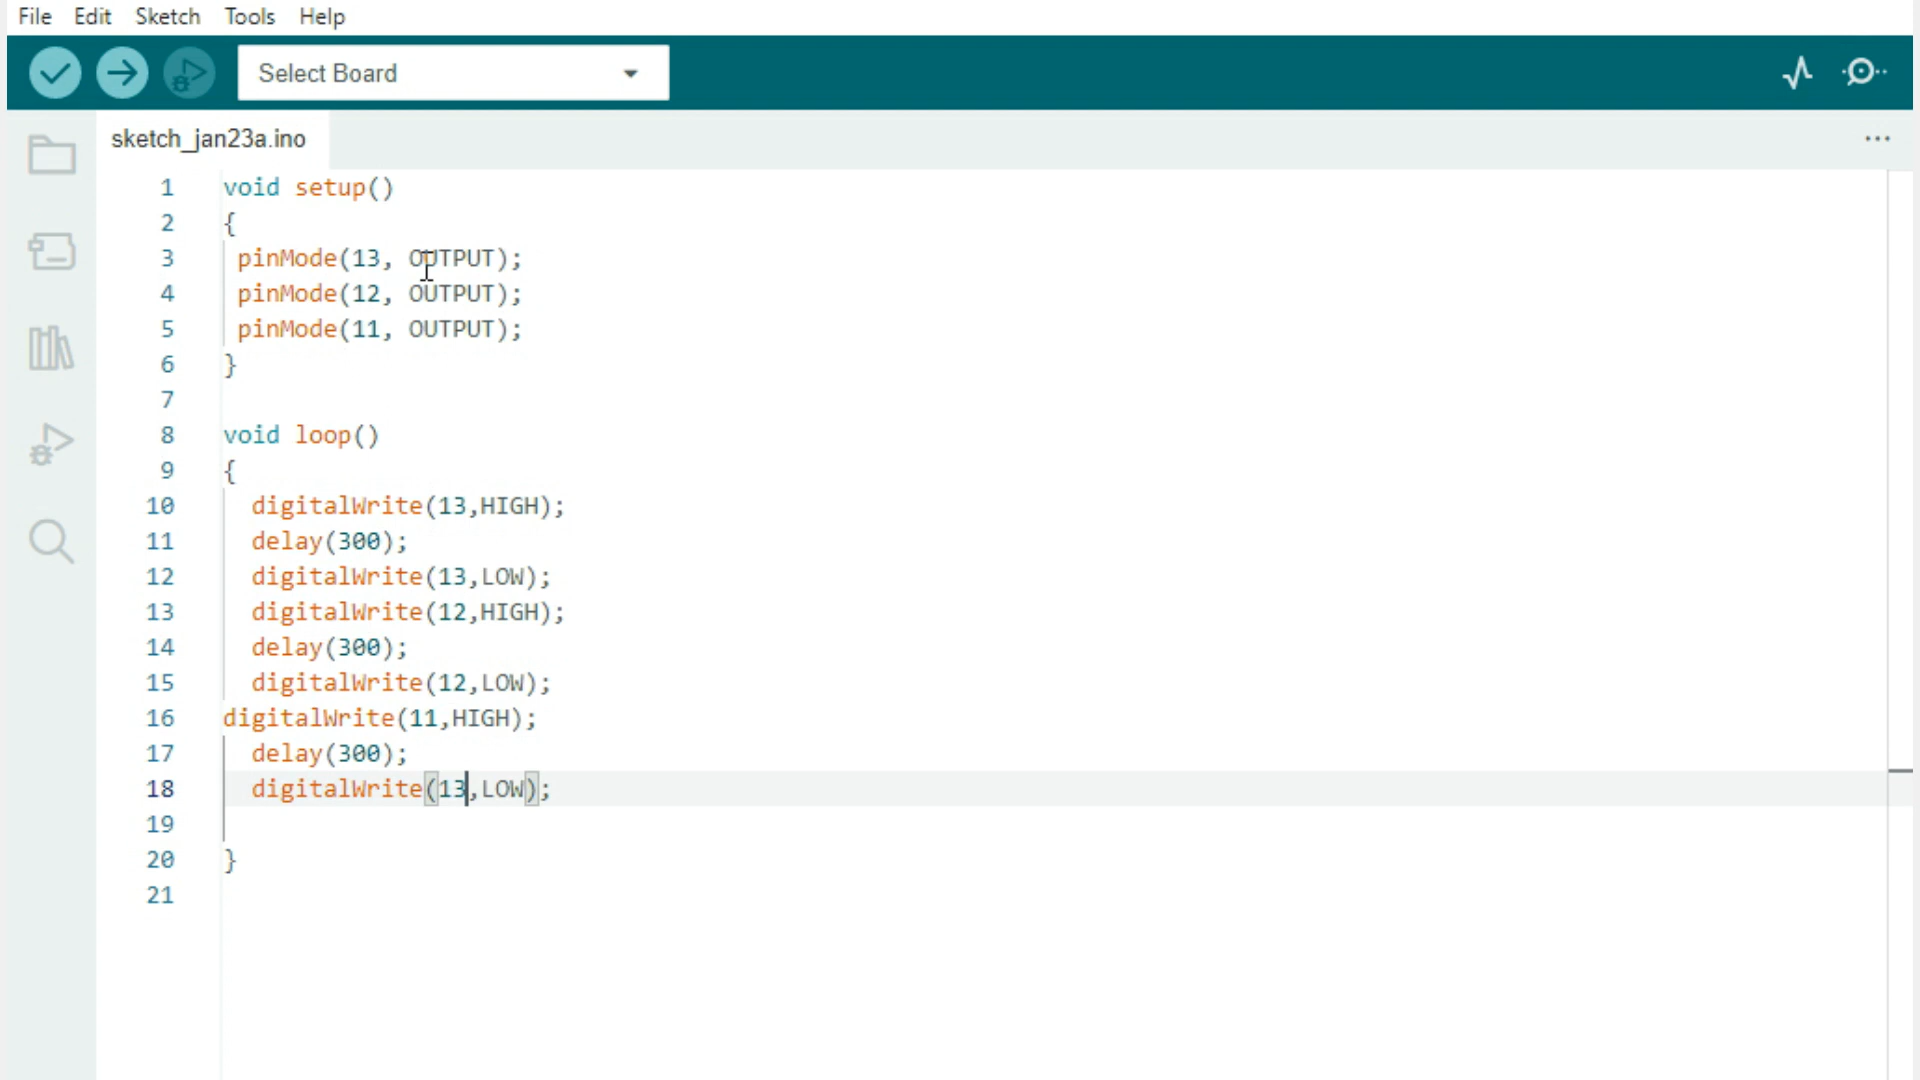 File Edit Sketch Tools Help
Select Board
sketch_jan23a.ino
1 void setup()
2 {
3 pinMode(13, OUTPUT);
4 pinMode(12, OUTPUT);
5 pinMode(11, OUTPUT);
6 }
7
8 void loop()
9 {
10 digitalWrite(13,HIGH);
11 delay(300);
12 digitalWrite(13,LOW);
13 digitalWrite(12,HIGH);
14 delay(300);
15 digitalWrite(12,LOW);
16 digitalWrite(11,HIGH);
17 delay(300);
18 digitalWrite(13,LOW);
19
20 }
21